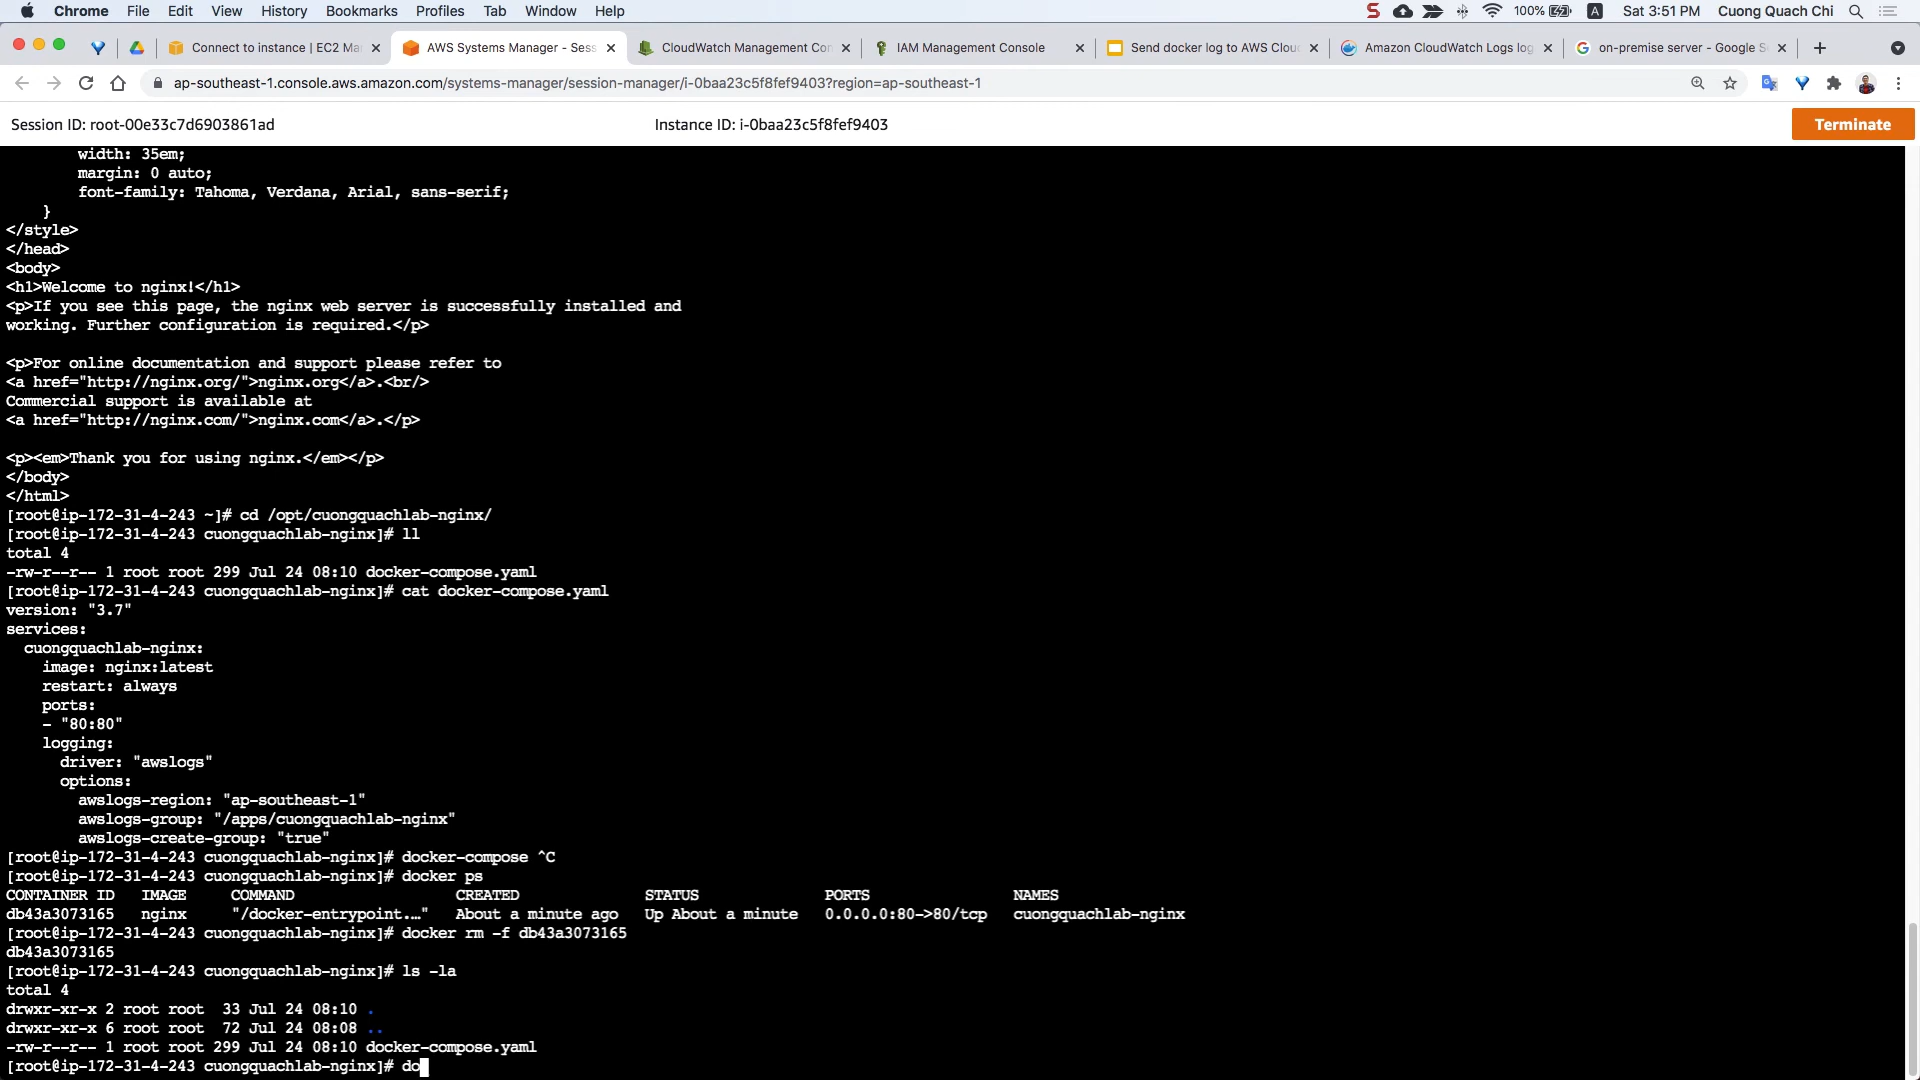 Chrome File Edit View History Bookmarks Profiles Tab Window Help 100% A Sat 3:51 PM Cuong Quach Chi
Connect to instance | EC2 Ma
AWS Systems Manager - Sess
CloudWatch Management Con
IAM Management Console
Send docker log to AWS Clou
Amazon CloudWatch Logs log
on-premise server - Google S
ap-southeast-1.console.aws.amazon.com/systems-manager/session-manager/i-0baa23c5f8fef9403?region=ap-southeast-1
Session ID: root-00e33c7d6903861ad
Instance ID: i-0baa23c5f8fef9403
Terminate
width: 35em;
margin: 0 auto;
font-family: Tahoma, Verdana, Arial, sans-serif;
}
</style>
</head>
<body>
<h1>Welcome to nginx!</h1>
<p>If you see this page, the nginx web server is successfully installed and
working. Further configuration is required.</p>
<p>For online documentation and support please refer to
<a href="http://nginx.org/">nginx.org</a>.<br/>
Commercial support is available at
<a href="http://nginx.com/">nginx.com</a>.</p>
<p><em>Thank you for using nginx.</em></p>
</body>
</html>
[root@ip-172-31-4-243 ~]# cd /opt/cuongquachlab-nginx/
[root@ip-172-31-4-243 cuongquachlab-nginx]# ll
total 4
-rw-r--r-- 1 root root 299 Jul 24 08:10 docker-compose.yaml
[root@ip-172-31-4-243 cuongquachlab-nginx]# cat docker-compose.yaml
version: "3.7"
services:
cuongquachlab-nginx:
image: nginx:latest
restart: always
ports:
- "80:80"
logging:
driver: "awslogs"
options:
awslogs-region: "ap-southeast-1"
awslogs-group: "/apps/cuongquachlab-nginx"
awslogs-create-group: "true"
[root@ip-172-31-4-243 cuongquachlab-nginx]# docker-compose ^C
[root@ip-172-31-4-243 cuongquachlab-nginx]# docker ps
CONTAINER ID IMAGE COMMAND CREATED STATUS PORTS NAMES
db43a3073165 nginx "/docker-entrypoint.…" About a minute ago Up About a minute 0.0.0.0:80->80/tcp cuongquachlab-nginx
[root@ip-172-31-4-243 cuongquachlab-nginx]# docker rm -f db43a3073165
db43a3073165
[root@ip-172-31-4-243 cuongquachlab-nginx]# ls -la
total 4
drwxr-xr-x 2 root root 33 Jul 24 08:10 .
drwxr-xr-x 6 root root 72 Jul 24 08:08 ..
-rw-r--r-- 1 root root 299 Jul 24 08:10 docker-compose.yaml
[root@ip-172-31-4-243 cuongquachlab-nginx]# do